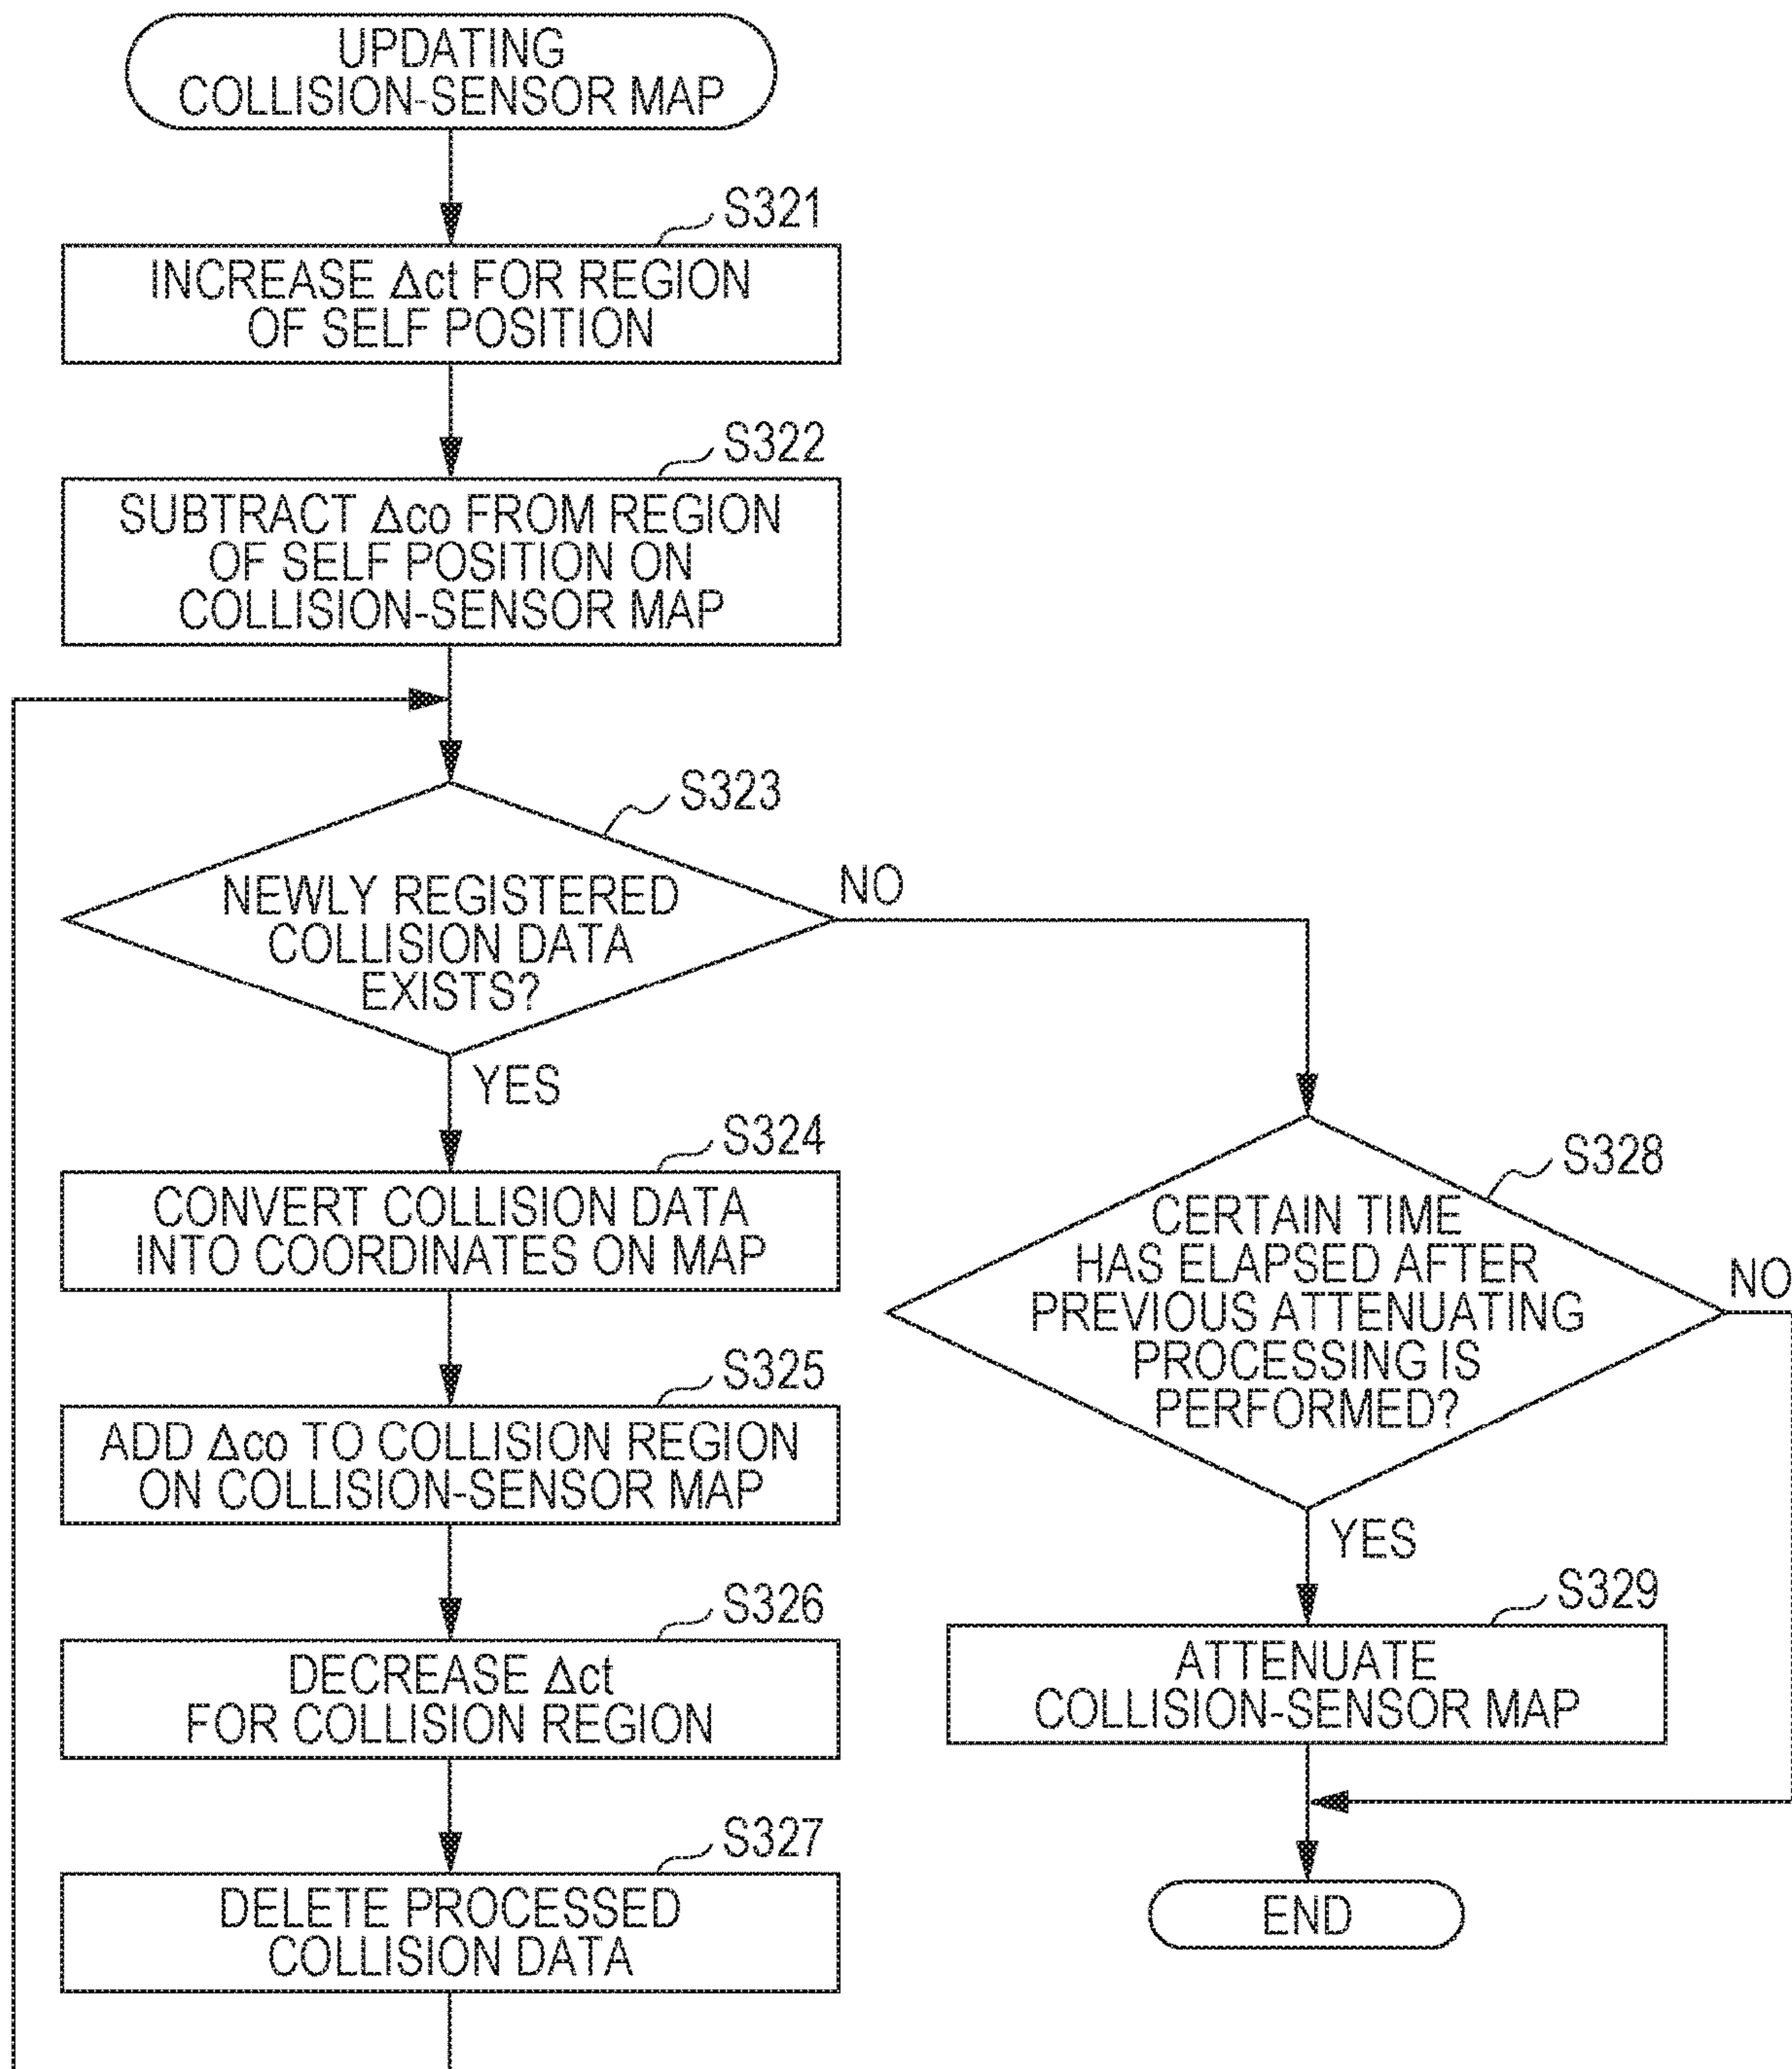 UPDATING
COLLISION-SENSOR MAP
S321
INCREASE Δct FOR REGION
OF SELF POSITION
S322
SUBTRACT Δco FROM REGION
OF SELF POSITION ON
COLLISION-SENSOR MAP
S323
NEWLY REGISTERED
COLLISION DATA
EXISTS?
NO
YES
S324
CONVERT COLLISION DATA
INTO COORDINATES ON MAP
S325
ADD Δco TO COLLISION REGION
ON COLLISION-SENSOR MAP
S326
DECREASE Δct
FOR COLLISION REGION
S327
DELETE PROCESSED
COLLISION DATA
S328
CERTAIN TIME
HAS ELAPSED AFTER
PREVIOUS ATTENUATING
PROCESSING IS
PERFORMED?
NO
YES
S329
ATTENUATE
COLLISION-SENSOR MAP
END